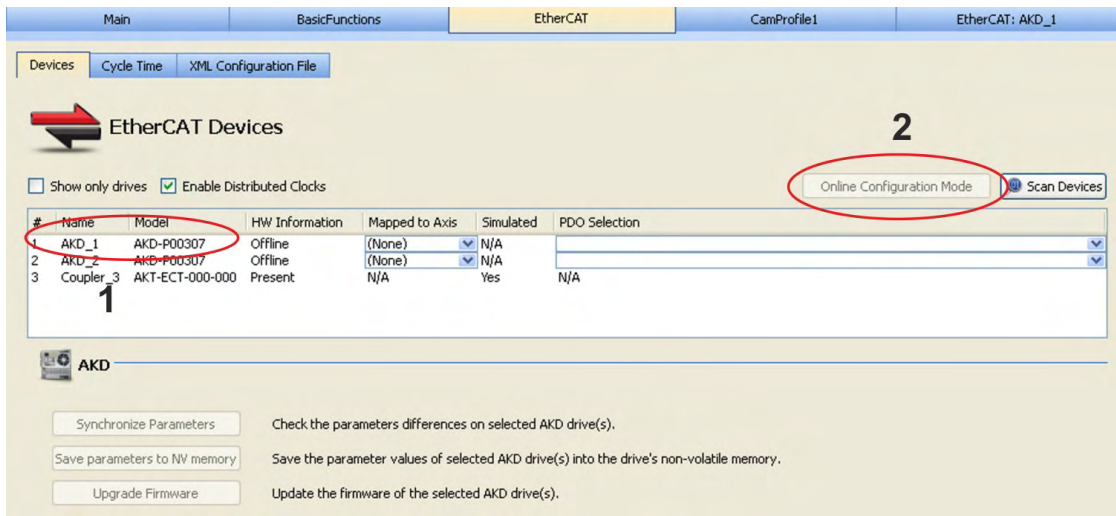 Main BasicFunctions EtherCAT CamProfile1 EtherCAT: AKD_1
Devices Cycle Time XML Configuration File
EtherCAT Devices
2
Show only drives Enable Distributed Clocks Online Configuration Mode Scan Devices
# Name Model HW Information Mapped to Axis Simulated PDO Selection
1 AKD_1 AKD-P00307 Offline (None) N/A
2 AKD_2 AKD-P00307 Offline (None) N/A
3 Coupler_3 AKT-ECT-000-000 Present N/A Yes N/A
1
AKD
Synchronize Parameters Check the parameters differences on selected AKD drive(s).
Save parameters to NV memory Save the parameter values of selected AKD drive(s) into the drive's non-volatile memory.
Upgrade Firmware Update the firmware of the selected AKD drive(s).